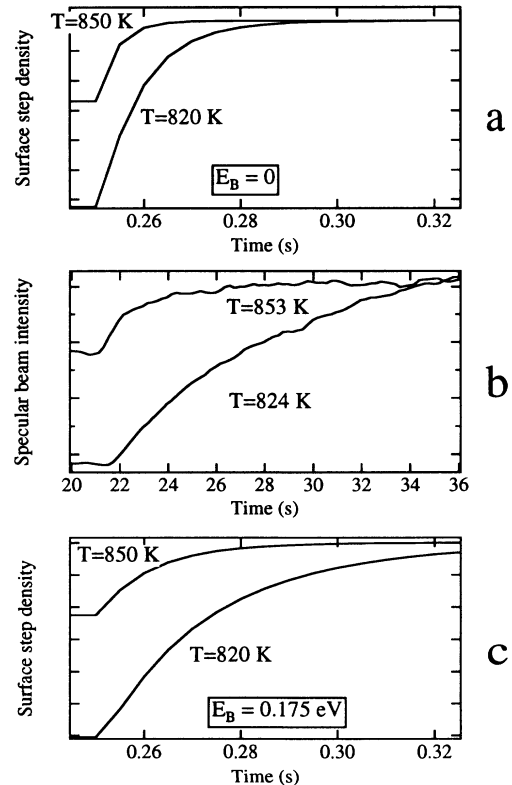 T=850 K
Surface step density
T=820 K
E_B = 0
a
0.26 0.28 0.30 0.32
Time (s)
Specular beam intensity
T=853 K
T=824 K
b
20 22 24 26 28 30 32 34 36
Time (s)
T=850 K
Surface step density
T=820 K
E_B = 0.175 eV
c
0.26 0.28 0.30 0.32
Time (s)